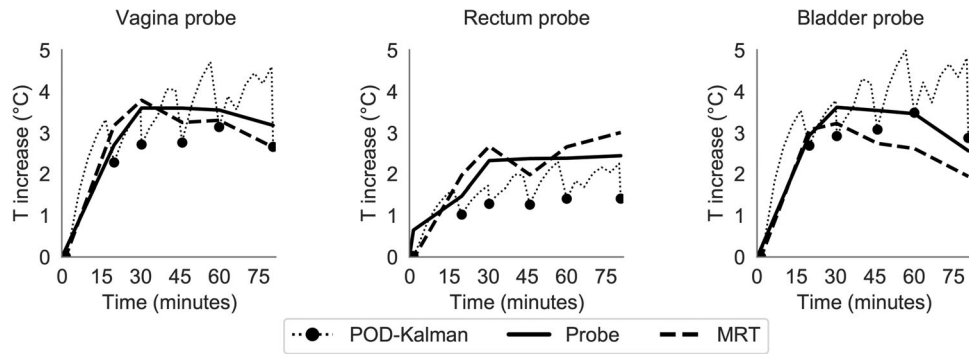 Vagina probe
Rectum probe
Bladder probe
T increase (°C)
5
4
3
2
1
0
0 15 30 45 60 75
Time (minutes)
T increase (°C)
5
4
3
2
1
0
0 15 30 45 60 75
Time (minutes)
T increase (°C)
5
4
3
2
1
0
0 15 30 45 60 75
Time (minutes)
POD-Kalman Probe MRT